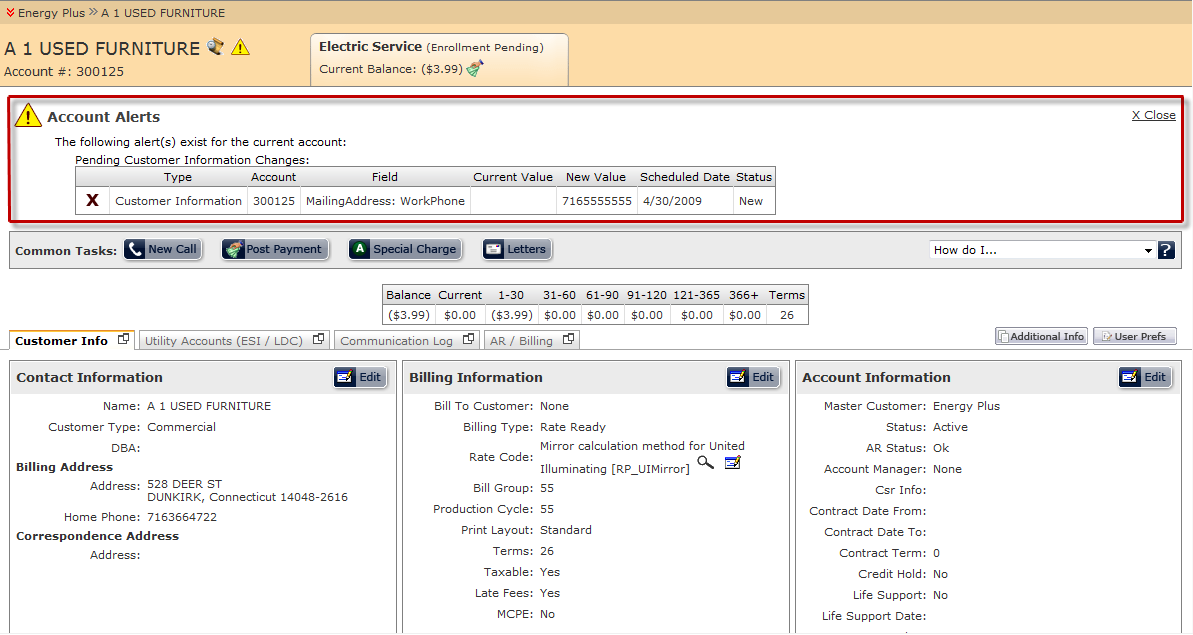 Energy Plus >> A 1 USED FURNITURE
A 1 USED FURNITURE
Account #: 300125
Electric Service (Enrollment Pending)
Current Balance: ($3.99)
Account Alerts
X Close
The following alert(s) exist for the current account:
Pending Customer Information Changes:
Type Account Field Current Value New Value Scheduled Date Status
X Customer Information 300125 MailingAddress: WorkPhone 7165555555 4/30/2009 New
Common Tasks: New Call Post Payment A Special Charge Letters How do I... ?
Balance Current 1-30 31-60 61-90 91-120 121-365 366+ Terms
($3.99) $0.00 ($3.99) $0.00 $0.00 $0.00 $0.00 $0.00 26
Customer Info Utility Accounts (ESI / LDC) Communication Log AR / Billing Additional Info User Prefs
Contact Information Edit
Name: A 1 USED FURNITURE
Customer Type: Commercial
DBA:
Billing Address
Address: 528 DEER ST
DUNKIRK, Connecticut 14048-2616
Home Phone: 7163664722
Correspondence Address
Address:
Billing Information Edit
Bill To Customer: None
Billing Type: Rate Ready
Rate Code: Mirror calculation method for United
Illuminating [RP_UIMirror]
Bill Group: 55
Production Cycle: 55
Print Layout: Standard
Terms: 26
Taxable: Yes
Late Fees: Yes
MCPE: No
Account Information Edit
Master Customer: Energy Plus
Status: Active
AR Status: Ok
Account Manager: None
Csr Info:
Contract Date From:
Contract Date To:
Contract Term: 0
Credit Hold: No
Life Support: No
Life Support Date: